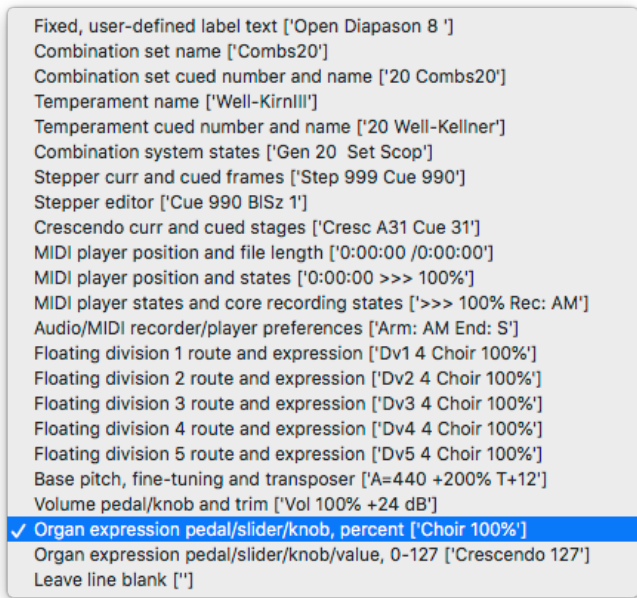 Fixed, user-defined label text ['Open Diapason 8 ']
Combination set name ['Combs20']
Combination set cued number and name ['20 Combs20']
Temperament name ['Well-KirnIII']
Temperament cued number and name ['20 Well-Kellner']
Combination system states ['Gen 20  Set Scop']
Stepper curr and cued frames ['Step 999 Cue 990']
Stepper editor ['Cue 990 BlSz 1']
Crescendo curr and cued stages ['Cresc A31 Cue 31']
MIDI player position and file length ['0:00:00 /0:00:00']
MIDI player position and states ['0:00:00 >>> 100%']
MIDI player states and core recording states ['>>> 100% Rec: AM']
Audio/MIDI recorder/player preferences ['Arm: AM End: S']
Floating division 1 route and expression ['Dv1 4 Choir 100%']
Floating division 2 route and expression ['Dv2 4 Choir 100%']
Floating division 3 route and expression ['Dv3 4 Choir 100%']
Floating division 4 route and expression ['Dv4 4 Choir 100%']
Floating division 5 route and expression ['Dv5 4 Choir 100%']
Base pitch, fine-tuning and transposer ['A=440 +200% T+12']
Volume pedal/knob and trim ['Vol 100% +24 dB']
✓ Organ expression pedal/slider/knob, percent ['Choir 100%']
Organ expression pedal/slider/knob/value, 0-127 ['Crescendo 127']
Leave line blank ['']